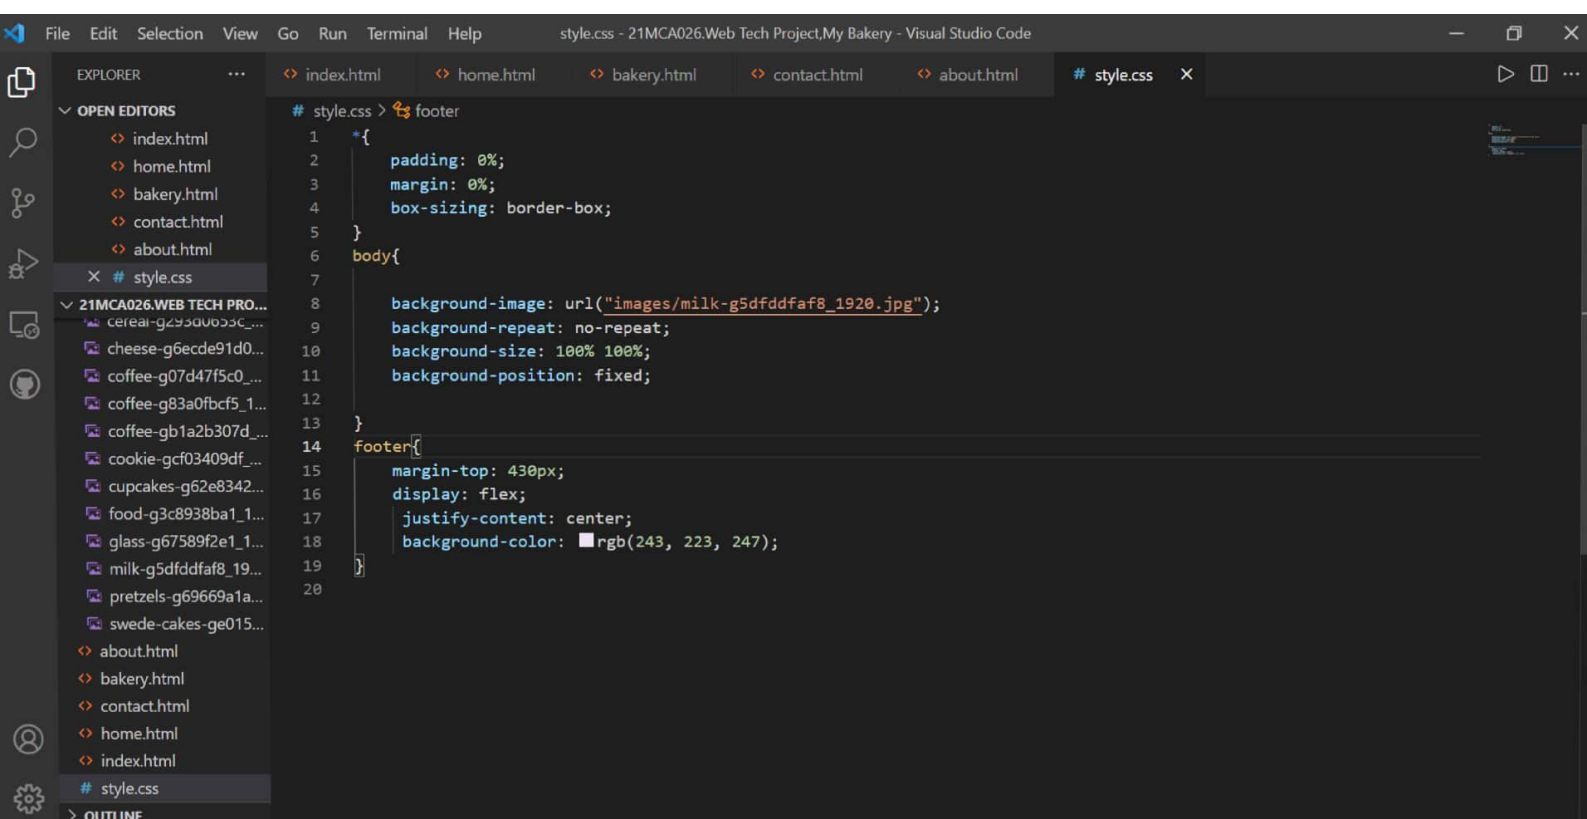 File Edit Selection View Go Run Terminal Help style.css - 21MCA026.Web Tech Project,My Bakery - Visual Studio Code
EXPLORER ··· index.html home.html bakery.html contact.html about.html # style.css
OPEN EDITORS
index.html
home.html
bakery.html
contact.html
about.html
# style.css
21MCA026.WEB TECH PRO...
cereal-g293d0653c_...
cheese-g6ecde91d0...
coffee-g07d47f5c0_...
coffee-g83a0fbcf5_1...
coffee-gb1a2b307d_...
cookie-gcf03409df_...
cupcakes-g62e8342...
food-g3c8938ba1_1...
glass-g67589f2e1_1...
milk-g5dfddfaf8_19...
pretzels-g69669a1a...
swede-cakes-ge015...
about.html
bakery.html
contact.html
home.html
index.html
# style.css
OUTLINE
# style.css > footer
1 *{
2 padding: 0%;
3 margin: 0%;
4 box-sizing: border-box;
5 }
6 body{
7
8 background-image: url("images/milk-g5dfddfaf8_1920.jpg");
9 background-repeat: no-repeat;
10 background-size: 100% 100%;
11 background-position: fixed;
12
13 }
14 footer{
15 margin-top: 430px;
16 display: flex;
17 justify-content: center;
18 background-color: rgb(243, 223, 247);
19 }
20